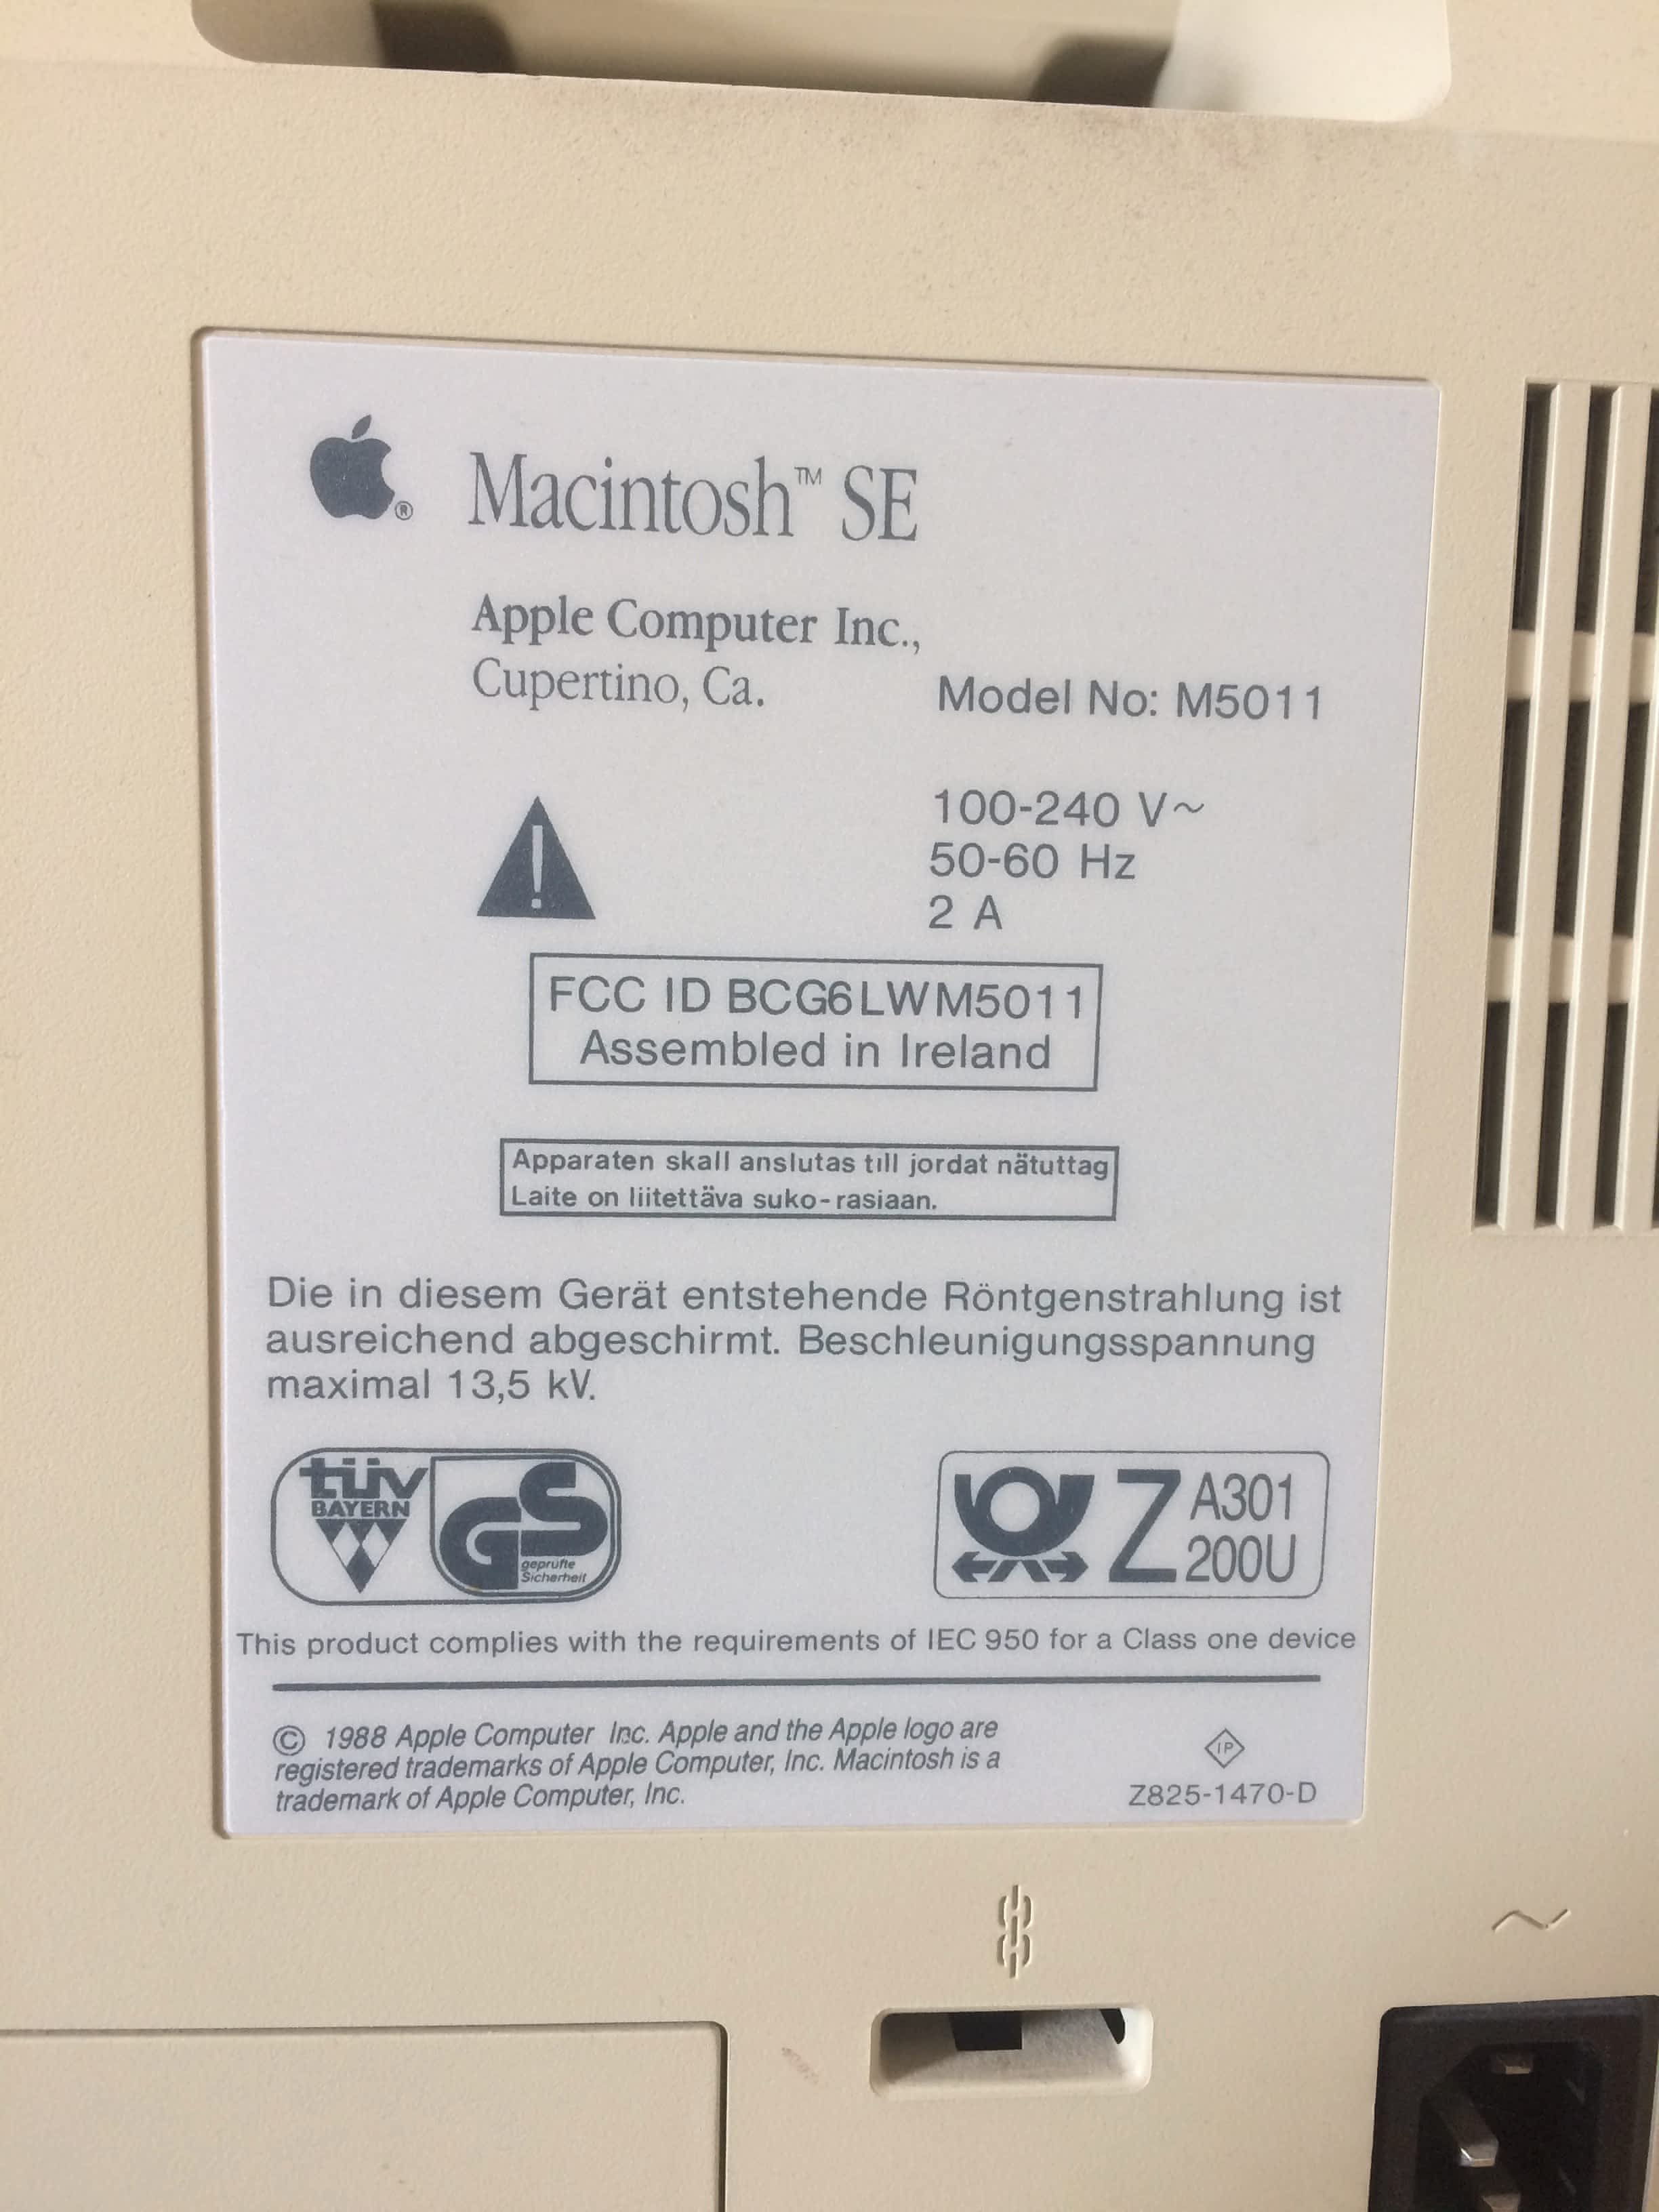 ® Macintosh™ SE
Apple Computer Inc.,
Cupertino, Ca.
Model No: M5011
100-240 V~
50-60 Hz
2 A
FCC ID BCG6LWM5011
Assembled in Ireland
Apparaten skall anslutas till jordat nätuttag
Laite on liitettäva suko-rasiaan.
Die in diesem Gerät entstehende Röntgenstrahlung ist
ausreichend abgeschirmt. Beschleunigungsspannung
maximal 13,5 kV.
tüv
BAYERN
GS
geprüfte
Sicherheit
Z A301
200U
This product complies with the requirements of IEC 950 for a Class one device
© 1988 Apple Computer Inc. Apple and the Apple logo are
registered trademarks of Apple Computer, Inc. Macintosh is a
trademark of Apple Computer, Inc.
IP
Z825-1470-D